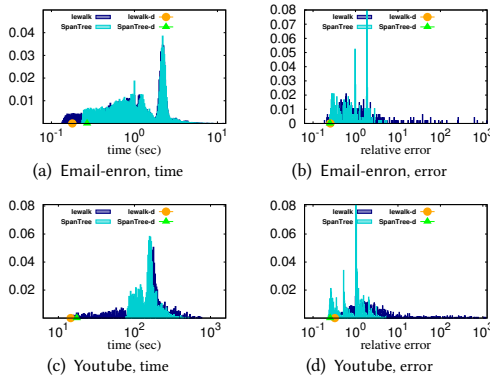 lewalk lewalk-d
SpanTree SpanTree-d
0.04
0.03
0.02
0.01
10⁻¹ 10⁰ 10¹
time (sec)
(a) Email-enron, time
lewalk lewalk-d
SpanTree SpanTree-d
0.08
0.07
0.06
0.05
0.04
0.03
0.02
0.01
0
10⁻¹ 10⁰ 10¹ 10² 10³
relative error
(b) Email-enron, error
lewalk lewalk-d
SpanTree SpanTree-d
0.08
0.06
0.04
0.02
10¹ 10² 10³
time (sec)
(c) Youtube, time
lewalk lewalk-d
SpanTree SpanTree-d
0.08
0.06
0.04
0.02
10⁻¹ 10⁰ 10¹ 10² 10³
relative error
(d) Youtube, error